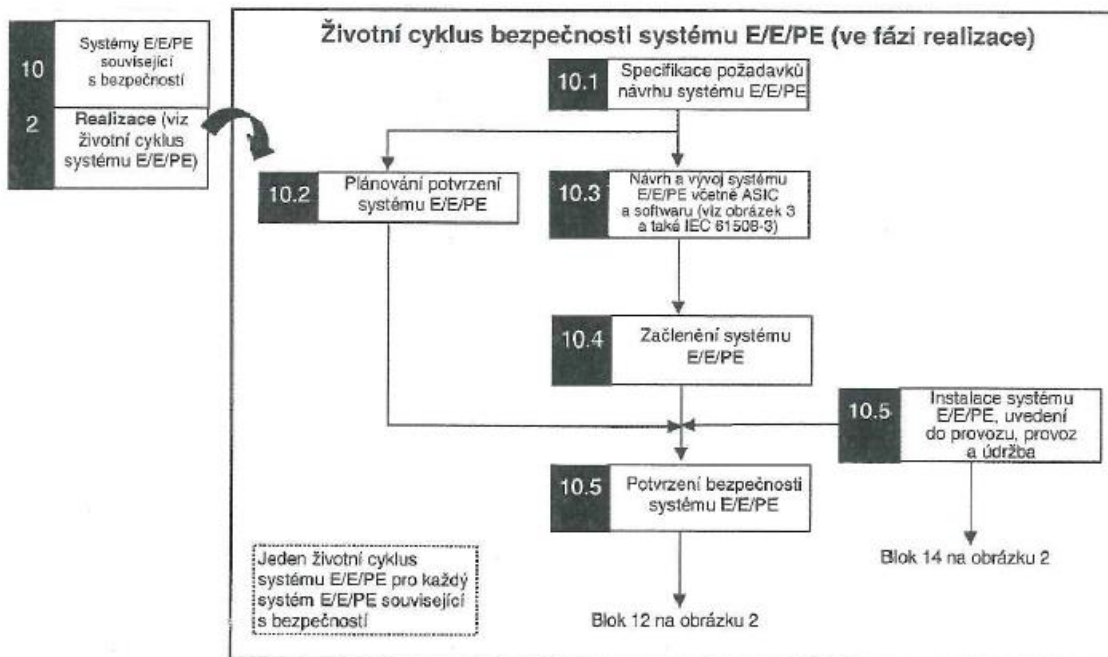 Životní cyklus bezpečnosti systému E/E/PE (ve fázi realizace)
10
Systémy E/E/PE
související
s bezpečností
2
Realizace (viz
životní cyklus
systému E/E/PE)
10.1
Specifikace požadavků
návrhu systému E/E/PE
10.2
Plánování potvrzení
systému E/E/PE
10.3
Návrh a vývoj systému
E/E/PE včetně ASIC
a softwaru (viz obrázek 3
a také IEC 61508-3)
10.4
Začlenění systému
E/E/PE
10.5
Instalace systému
E/E/PE, uvedení
do provozu, provoz
a údržba
10.5
Potvrzení bezpečnosti
systému E/E/PE
Blok 14 na obrázku 2
Jeden životní cyklus
systému E/E/PE pro každý
systém E/E/PE související
s bezpečností
Blok 12 na obrázku 2